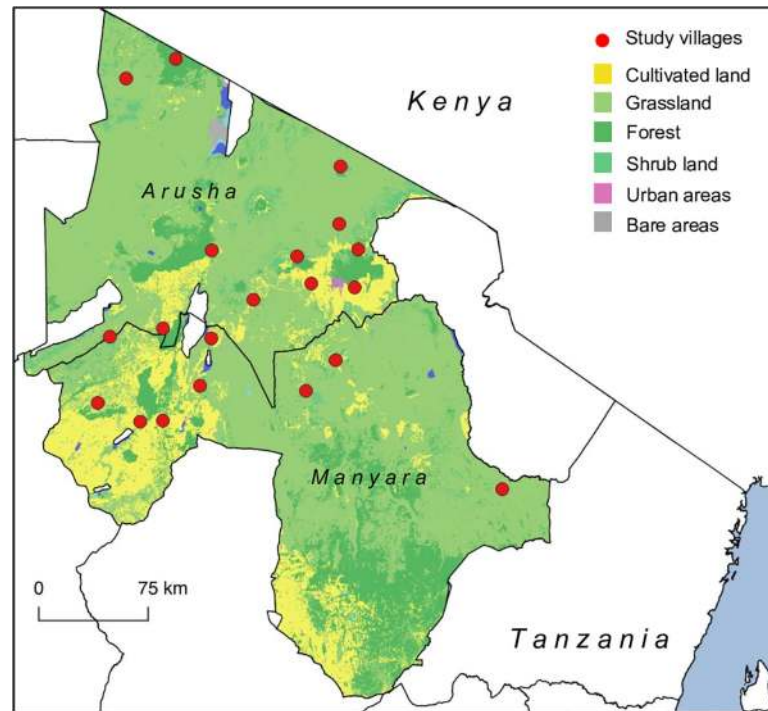 Study villages
Cultivated land
Grassland
Forest
Shrub land
Urban areas
Bare areas
Kenya
Arusha
Manyara
0 75 km
Tanzania